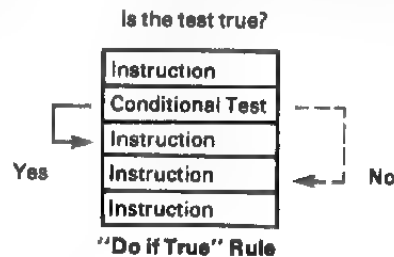 Is the test true?
Instruction
Conditional Test
Instruction
Yes
Instruction
No
Instruction
"Do if True" Rule